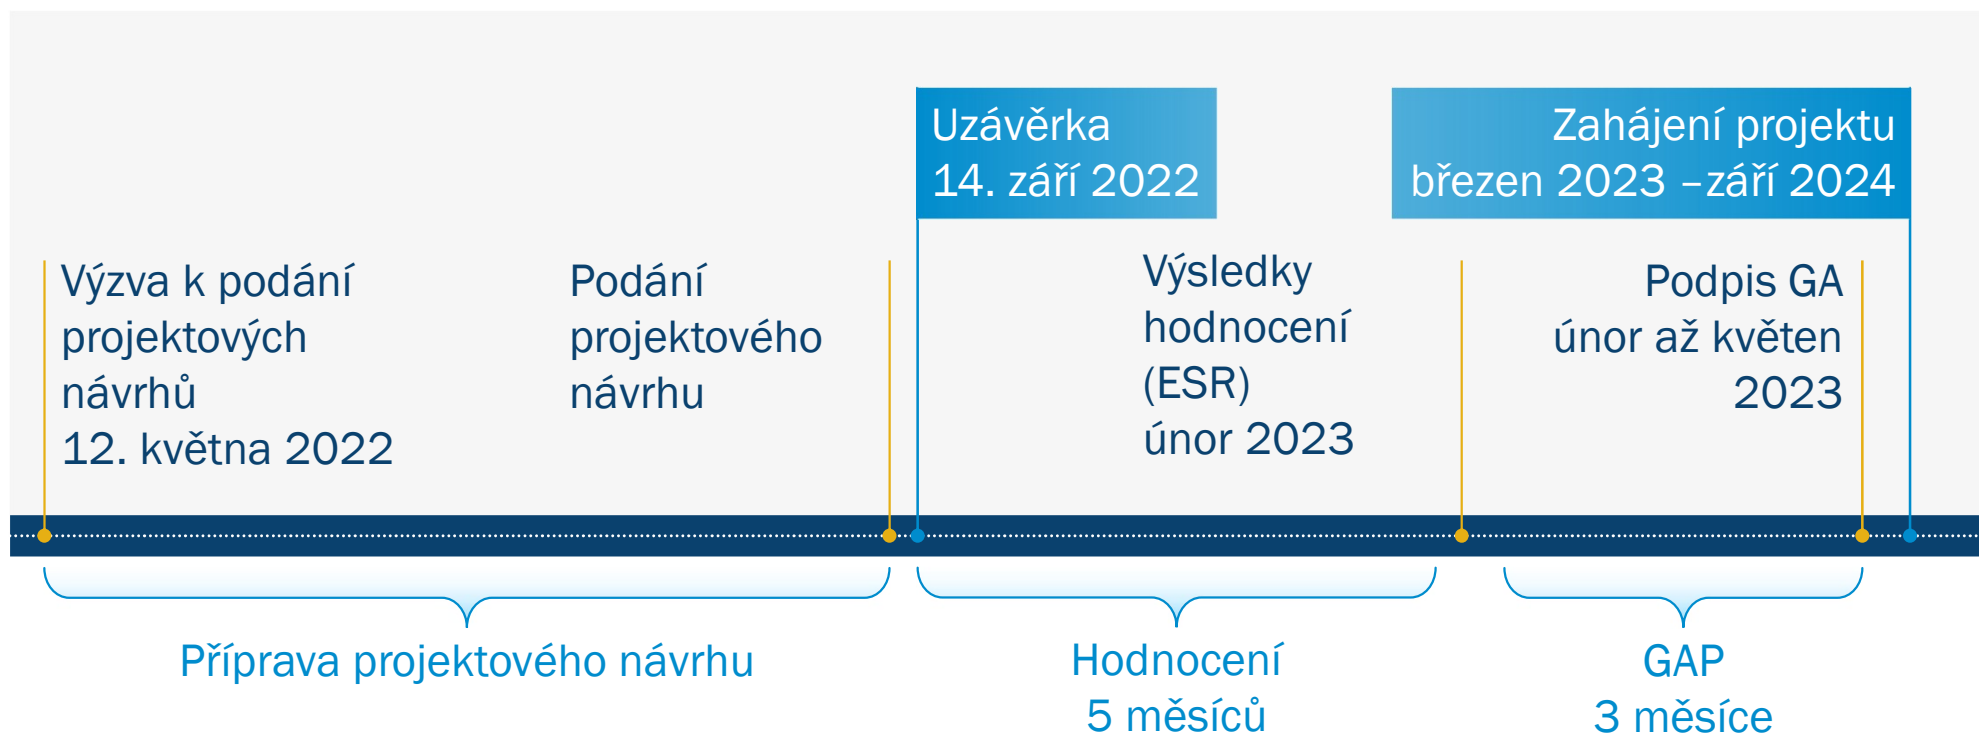 Uzávěrka
14. září 2022
Zahájení projektu
březen 2023 –září 2024
Výzva k podání
projektových
návrhů
12. května 2022
Podání
projektového
návrhu
Výsledky
hodnocení
(ESR)
únor 2023
Podpis GA
únor až květen
2023
Příprava projektového návrhu
Hodnocení
5 měsíců
GAP
3 měsíce